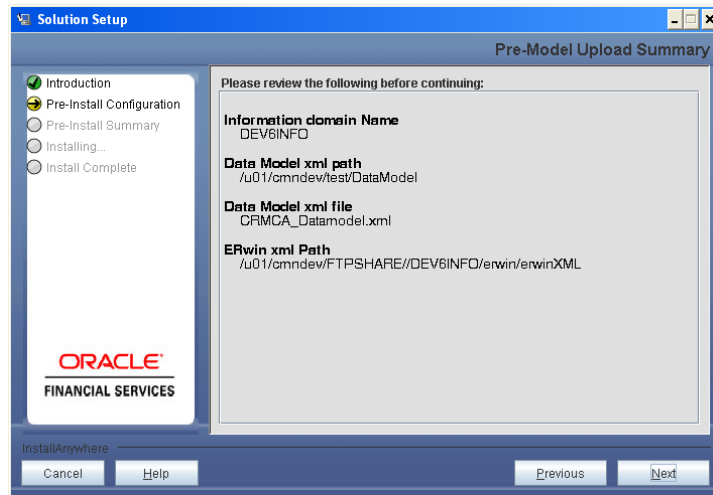 Solution Setup
Pre-Model Upload Summary
Introduction
Pre-Install Configuration
Pre-Install Summary
Installing...
Install Complete
ORACLE
FINANCIAL SERVICES
Please review the following before continuing:
Information domain Name
DEV6INFO
Data Model xml path
/u01/cmndev/test/DataModel
Data Model xml file
CRMCA_Datamodel.xml
ERwin xml Path
/u01/cmndev/FTPSHARE//DEV6INFO/erwin/erwinXML
InstallAnywhere
Cancel
Help
Previous
Next